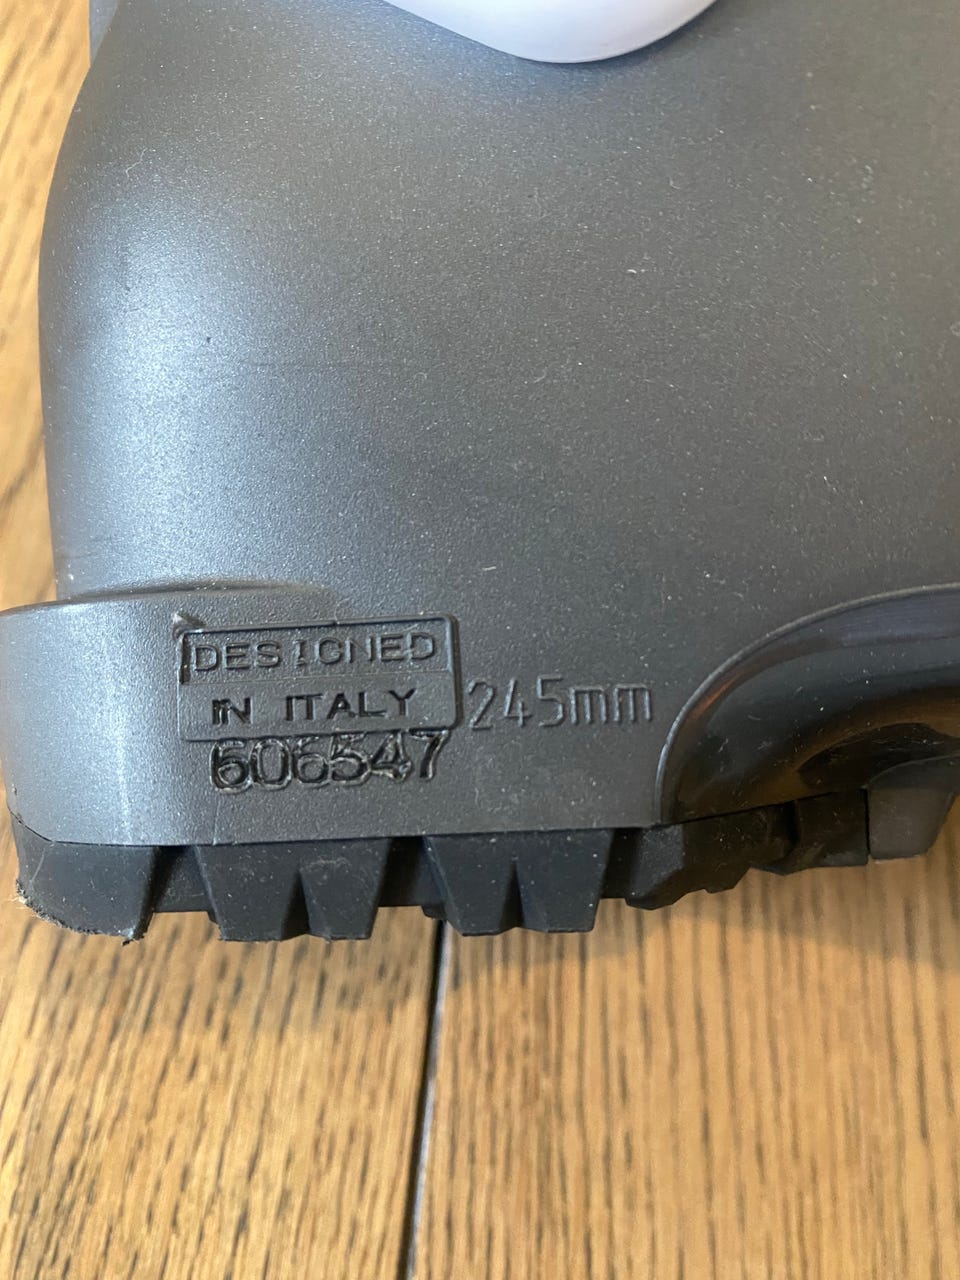 DESIGNED
IN ITALY
245mm
606547